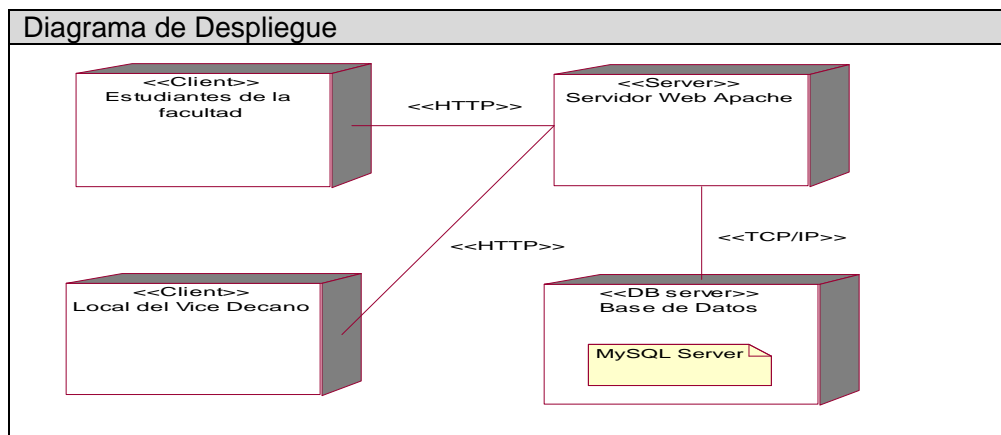 Diagrama de Despliegue
<<Client>>
Estudiantes de la
facultad
<<HTTP>>
<<Server>>
Servidor Web Apache
<<HTTP>>
<<TCP/IP>>
<<Client>>
Local del Vice Decano
<<DB server>>
Base de Datos
MySQL Server